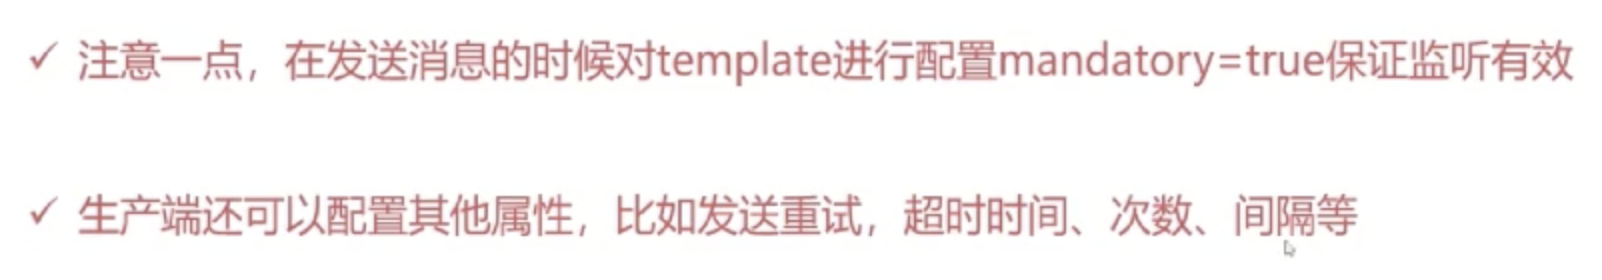 ✓ 注意一点，在发送消息的时候对template进行配置mandatory=true保证监听有效
✓ 生产端还可以配置其他属性，比如发送重试，超时时间、次数、间隔等